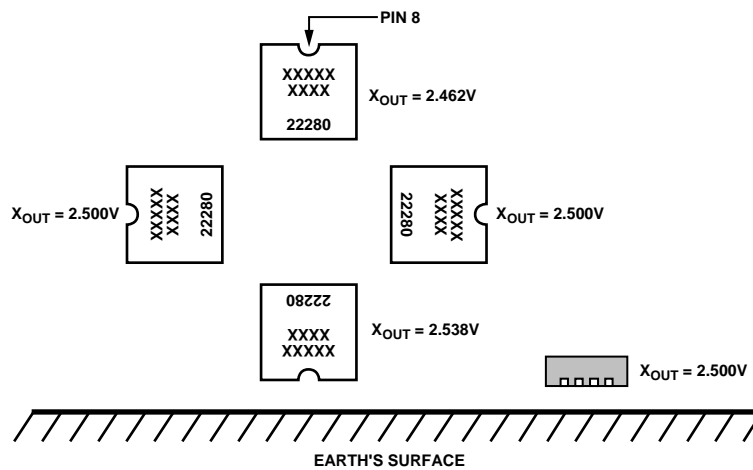 PIN 8
XXXXX
XXXX
22280
XOUT = 2.462V
XOUT = 2.500V
XXXXX
XXXX
22280
22280
XXXX
XXXXX
XOUT = 2.500V
22280
XXXX
XXXXX
XOUT = 2.538V
XOUT = 2.500V
EARTH'S SURFACE